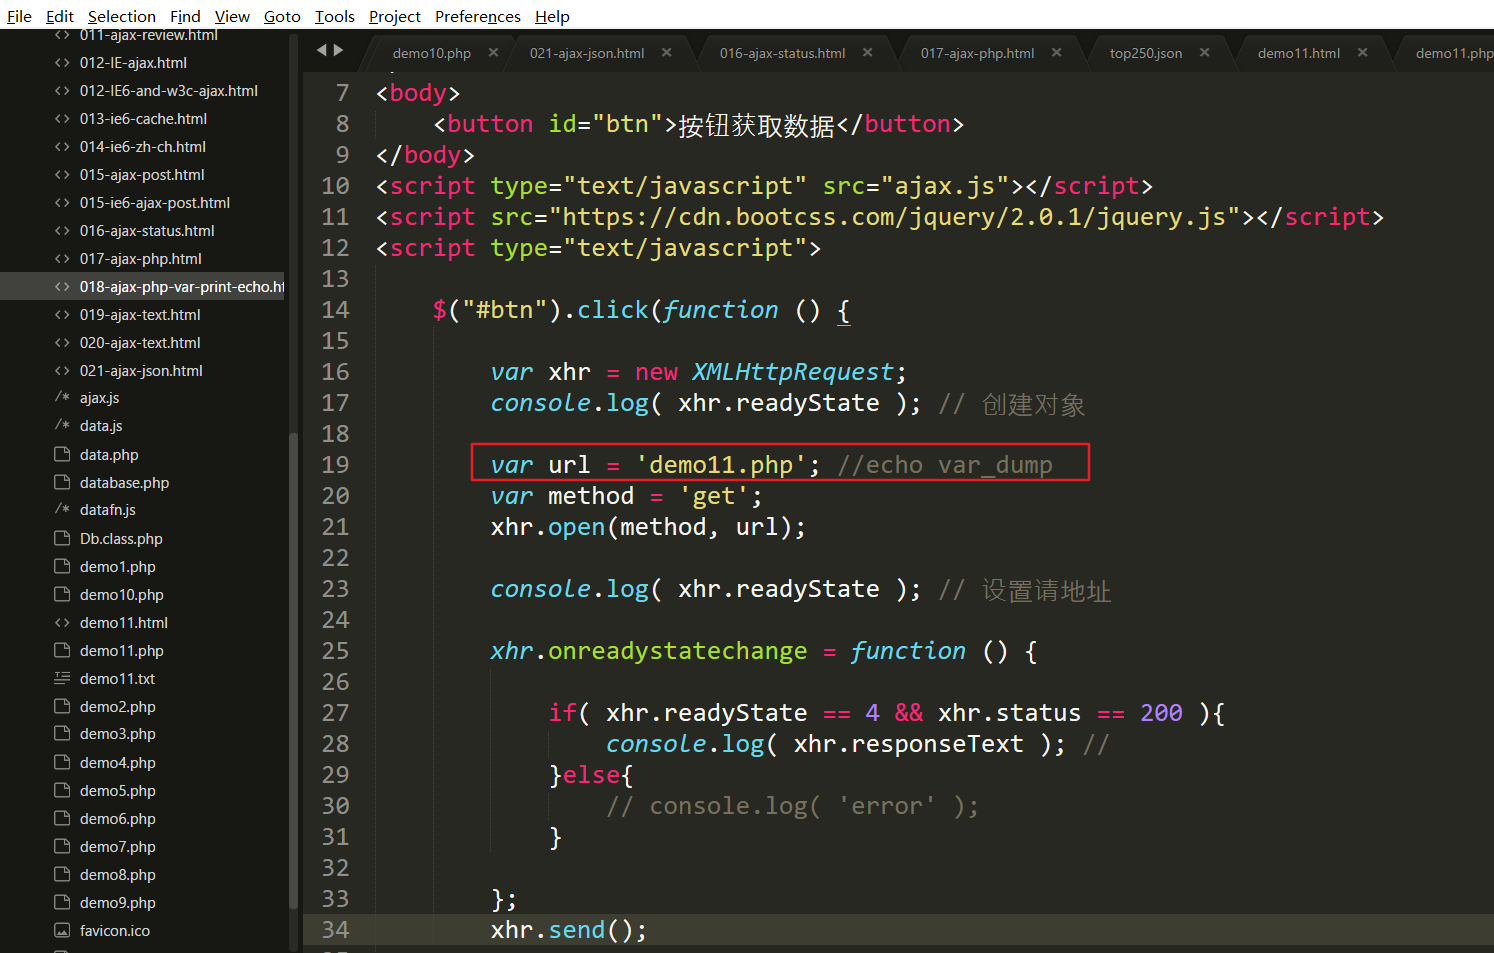 File Edit Selection Find View Goto Tools Project Preferences Help
011-ajax-review.html
012-IE-ajax.html
012-IE6-and-w3c-ajax.html
013-ie6-cache.html
014-ie6-zh-ch.html
015-ajax-post.html
015-ie6-ajax-post.html
016-ajax-status.html
017-ajax-php.html
018-ajax-php-var-print-echo.ht
019-ajax-text.html
020-ajax-text.html
021-ajax-json.html
ajax.js
data.js
data.php
database.php
datafn.js
Db.class.php
demo1.php
demo10.php
demo11.html
demo11.php
demo11.txt
demo2.php
demo3.php
demo4.php
demo5.php
demo6.php
demo7.php
demo8.php
demo9.php
favicon.ico
demo10.php × 021-ajax-json.html × 016-ajax-status.html × 017-ajax-php.html × top250.json × demo11.html × demo11.php
7 <body>
8 <button id="btn">按钮获取数据</button>
9 </body>
10 <script type="text/javascript" src="ajax.js"></script>
11 <script src="https://cdn.bootcss.com/jquery/2.0.1/jquery.js"></script>
12 <script type="text/javascript">
13
14 $("#btn").click(function () {
15
16 var xhr = new XMLHttpRequest;
17 console.log( xhr.readyState ); // 创建对象
18
19 var url = 'demo11.php'; //echo var_dump
20 var method = 'get';
21 xhr.open(method, url);
22
23 console.log( xhr.readyState ); // 设置请地址
24
25 xhr.onreadystatechange = function () {
26
27 if( xhr.readyState == 4 && xhr.status == 200 ){
28 console.log( xhr.responseText ); //
29 }else{
30 // console.log( 'error' );
31 }
32
33 };
34 xhr.send();